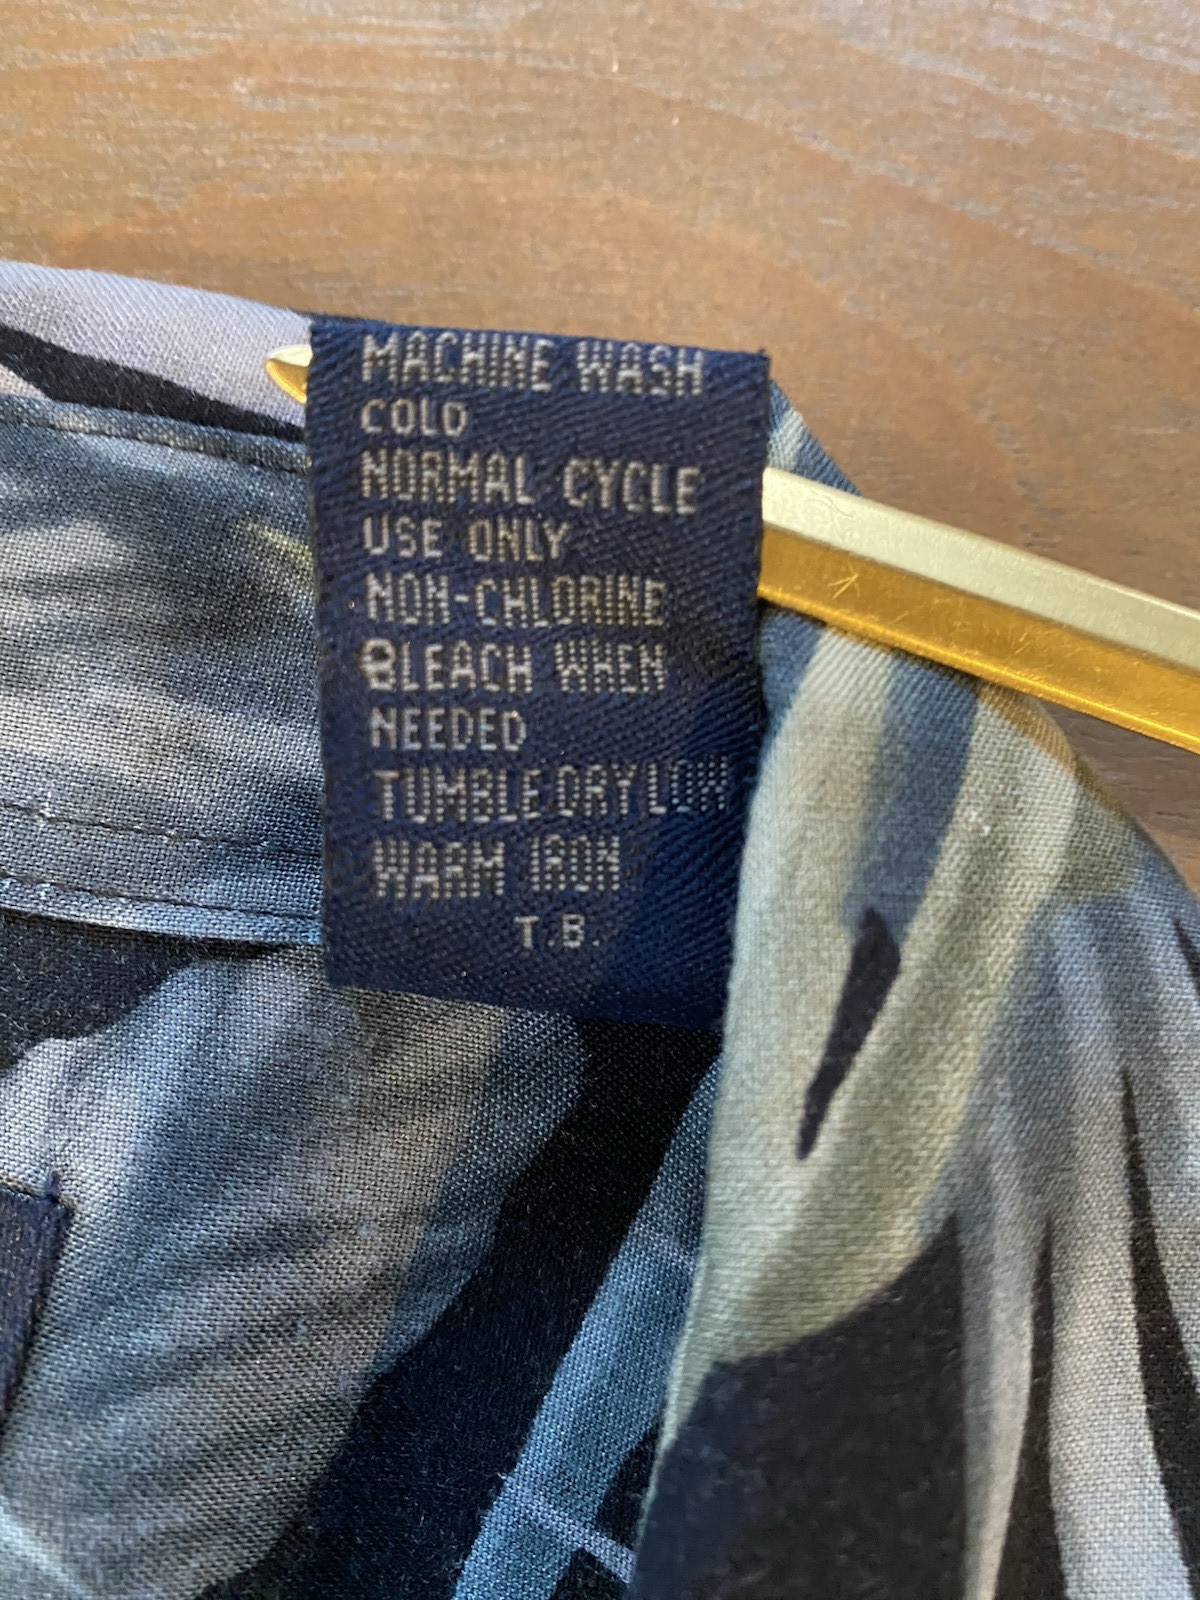 MACHINE WASH
COLD
NORMAL CYCLE
USE ONLY
NON-CHLORINE
BLEACH WHEN
NEEDED
TUMBLE DRY LOW
WARM IRON
T.B.